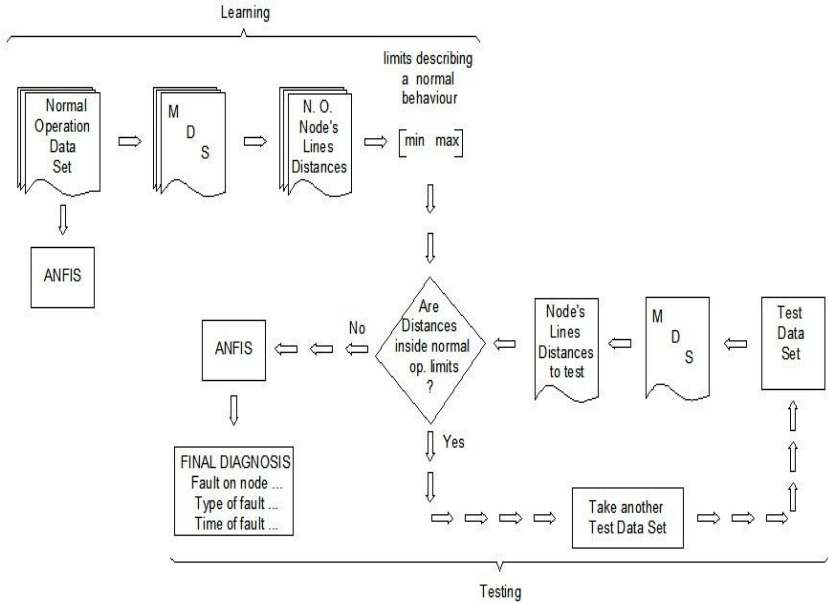 Learning
limits describing
a normal
behaviour
Normal
Operation
Data
Set
M
D
S
N. O.
Node's
Lines
Distances
min max
ANFIS
Are
Distances
inside normal
op. limits
?
No
ANFIS
Node's
Lines
Distances
to test
M
D
S
Test
Data
Set
Yes
FINAL DIAGNOSIS
Fault on node ...
Type of fault ...
Time of fault ...
Take another
Test Data Set
Testing